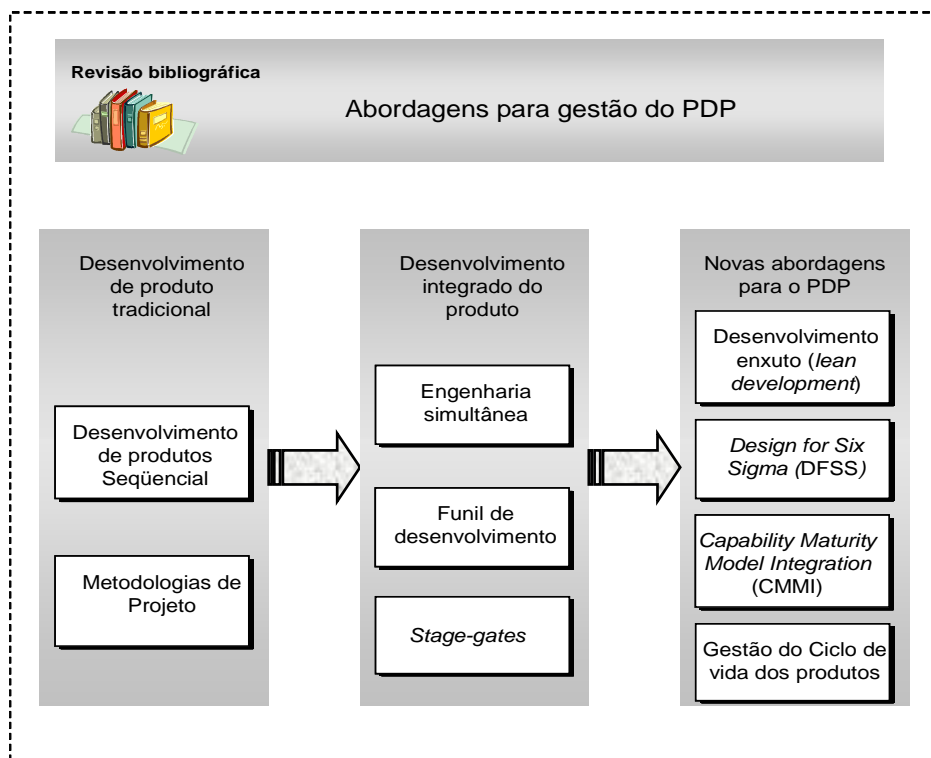 Revisão bibliográfica
Abordagens para gestão do PDP
Desenvolvimento
de produto
tradicional
Desenvolvimento
de produtos
Seqüencial
Metodologias de
Projeto
Desenvolvimento
integrado do
produto
Engenharia
simultânea
Funil de
desenvolvimento
Stage-gates
Novas abordagens
para o PDP
Desenvolvimento
enxuto (lean
development)
Design for Six
Sigma (DFSS)
Capability Maturity
Model Integration
(CMMI)
Gestão do Ciclo de
vida dos produtos